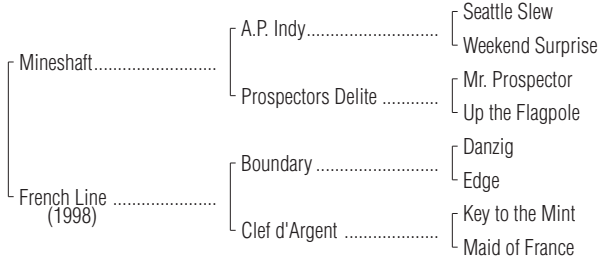 Seattle Slew
A.P. Indy..............................
Weekend Surprise
Mineshaft............................
Mr. Prospector
Prospectors Delite ............
Up the Flagpole
Danzig
Boundary ...........................
Edge
French Line .......................
(1998)
Key to the Mint
Clef d'Argent .....................
Maid of France